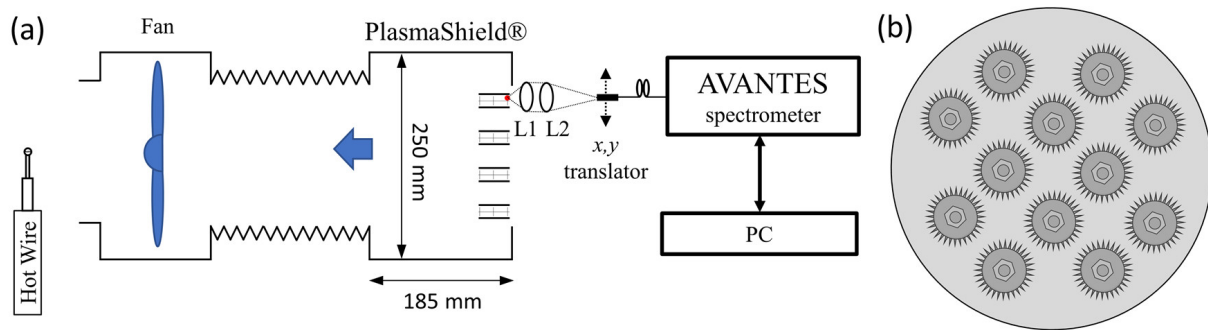 (a)
Fan
PlasmaShield®
(b)
Hot Wire
250 mm
185 mm
L1 L2
x,y
translator
AVANTES
spectrometer
PC